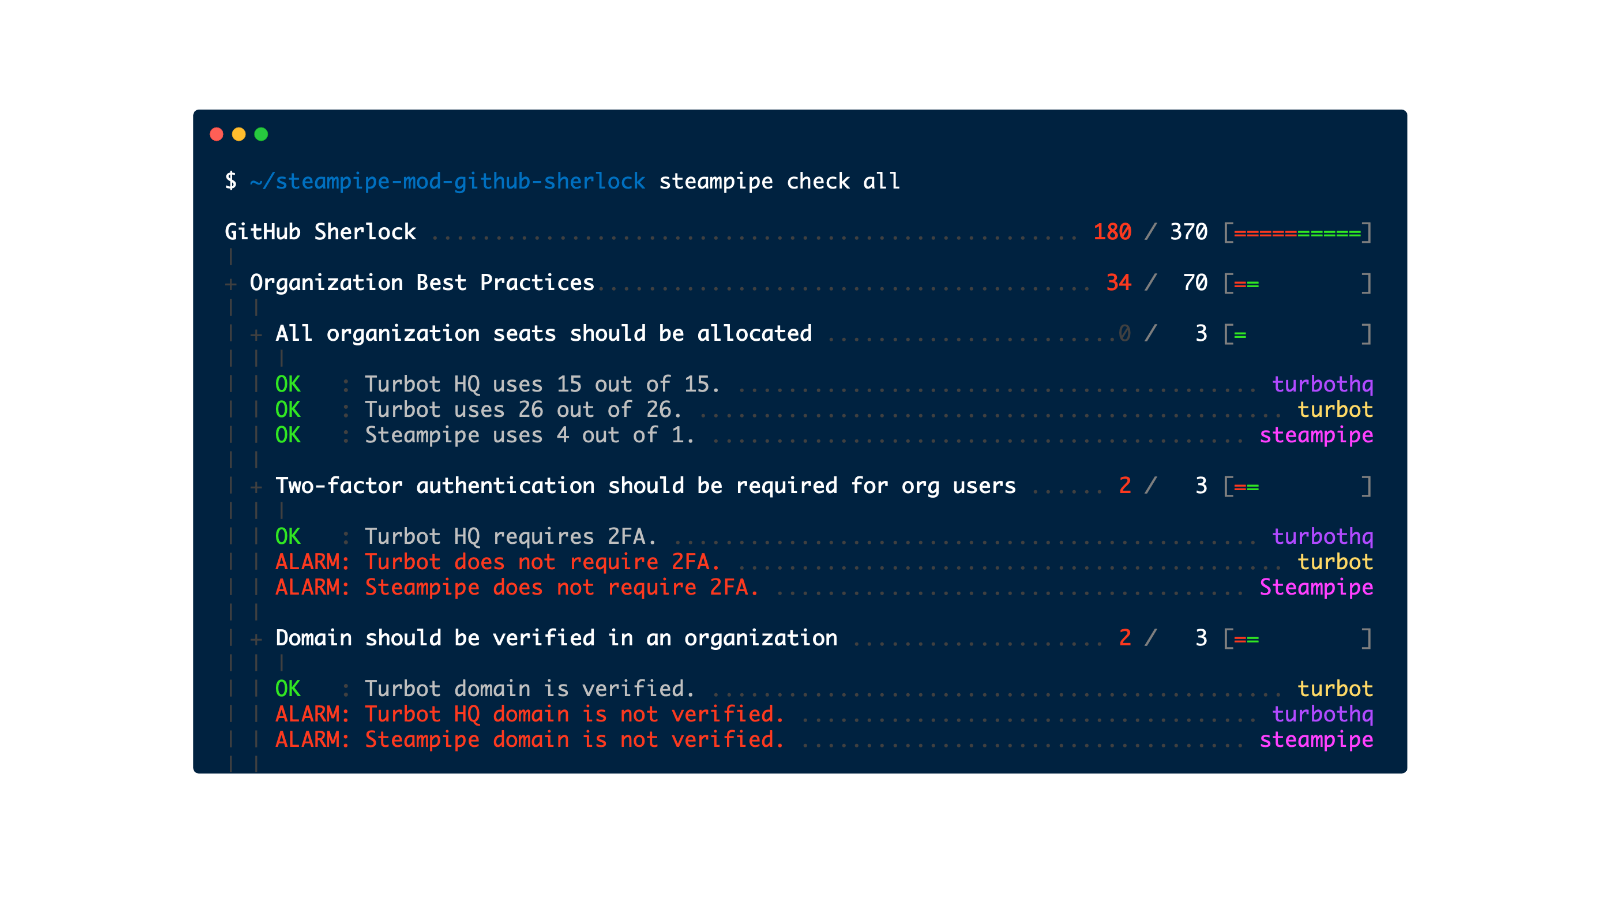 $ ~/steampipe-mod-github-sherlock steampipe check all
GitHub Sherlock ................................................... 180 / 370 [==========]
+ Organization Best Practices....................................... 34 / 70 [==        ]
+ All organization seats should be allocated .......................0 / 3 [=         ]
OK : Turbot HQ uses 15 out of 15. ......................................... turbothq
OK : Turbot uses 26 out of 26. .............................................. turbot
OK : Steampipe uses 4 out of 1. .......................................... steampipe
+ Two-factor authentication should be required for org users ...... 2 / 3 [==        ]
OK : Turbot HQ requires 2FA. .............................................. turbothq
ALARM: Turbot does not require 2FA. ........................................... turbot
ALARM: Steampipe does not require 2FA. ..................................... Steampipe
+ Domain should be verified in an organization .................... 2 / 3 [==        ]
OK : Turbot domain is verified. ............................................. turbot
ALARM: Turbot HQ domain is not verified. .................................... turbothq
ALARM: Steampipe domain is not verified. ................................... steampipe